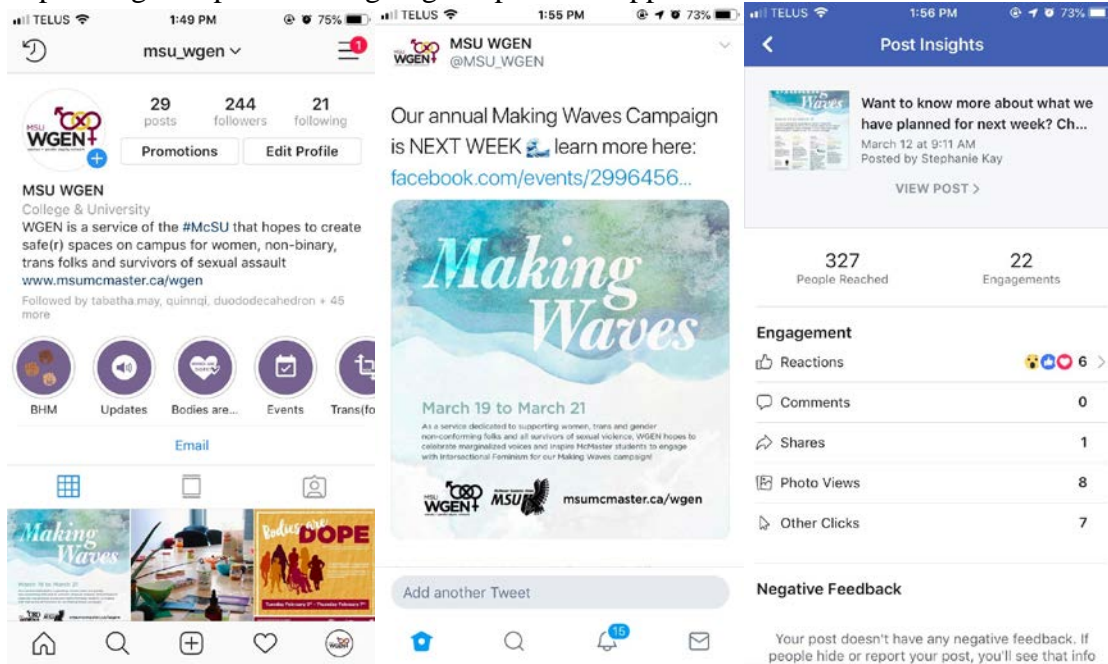 TELUS 1:49 PM 75%
msu_wgen
1
29 244 21
posts followers following
MSU
WGEN
Promotions Edit Profile
MSU WGEN
College & University
WGEN is a service of the #McSU that hopes to create
safe(r) spaces on campus for women, non-binary,
trans folks and survivors of sexual assault
www.msumcmaster.ca/wgen
Followed by tabatha.may, quinnqi, duododecahedron + 45
more
BHM Updates Bodies are... Events Trans(fo
Email
Making
Waves
Bodies are
DOPE
TELUS 1:55 PM 73%
MSU WGEN
@MSU_WGEN
Our annual Making Waves Campaign
is NEXT WEEK 🌊 learn more here:
facebook.com/events/2996456...
Making
Waves
March 19 to March 21
As a service dedicated to supporting women, trans and gender
non-conforming folks and all survivors of sexual violence, WGEN hopes to
celebrate marginalized voices and inspire McMaster students to engage
with Intersectional Feminism for our Making Waves campaign!
MSU
WGEN
MSU
msumcmaster.ca/wgen
Add another Tweet
15
TELUS 1:56 PM 73%
Post Insights
Want to know more about what we
have planned for next week? Ch...
March 12 at 9:11 AM
Posted by Stephanie Kay
VIEW POST >
327 22
People Reached Engagements
Engagement
Reactions 6
Comments 0
Shares 1
Photo Views 8
Other Clicks 7
Negative Feedback
Your post doesn't have any negative feedback. If
people hide or report your post, you'll see that info